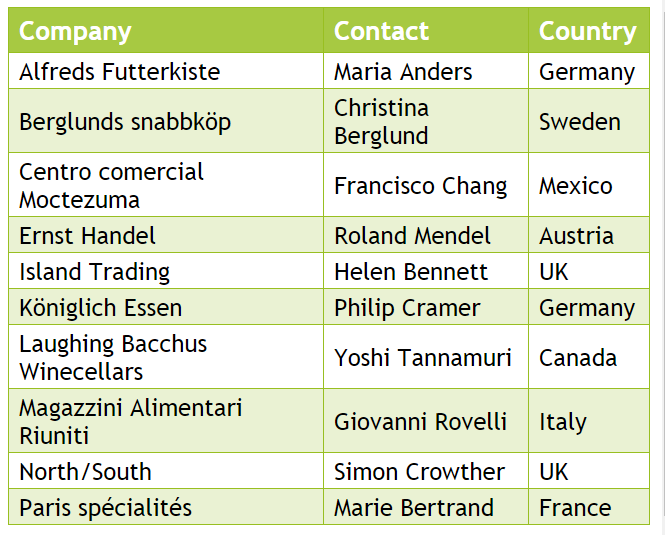 Company Contact Country
Alfreds Futterkiste Maria Anders Germany
Berglunds snabbköp Christina Berglund Sweden
Centro comercial Moctezuma Francisco Chang Mexico
Ernst Handel Roland Mendel Austria
Island Trading Helen Bennett UK
Königlich Essen Philip Cramer Germany
Laughing Bacchus Winecellars Yoshi Tannamuri Canada
Magazzini Alimentari Riuniti Giovanni Rovelli Italy
North/South Simon Crowther UK
Paris spécialités Marie Bertrand France